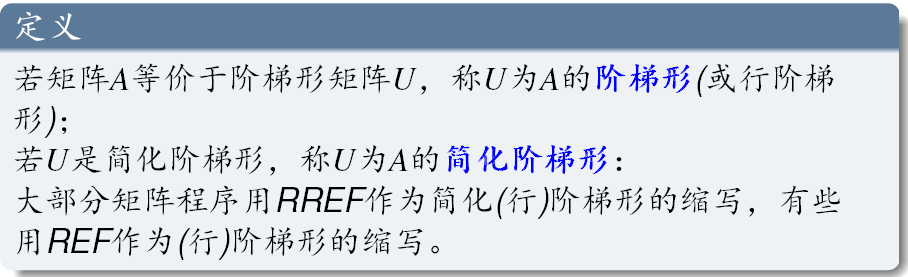 定义
若矩阵A等价于阶梯形矩阵U，称U为A的阶梯形(或行阶梯
形)；
若U是简化阶梯形，称U为A的简化阶梯形：
大部分矩阵程序用RREF作为简化(行)阶梯形的缩写，有些
用REF作为(行)阶梯形的缩写。